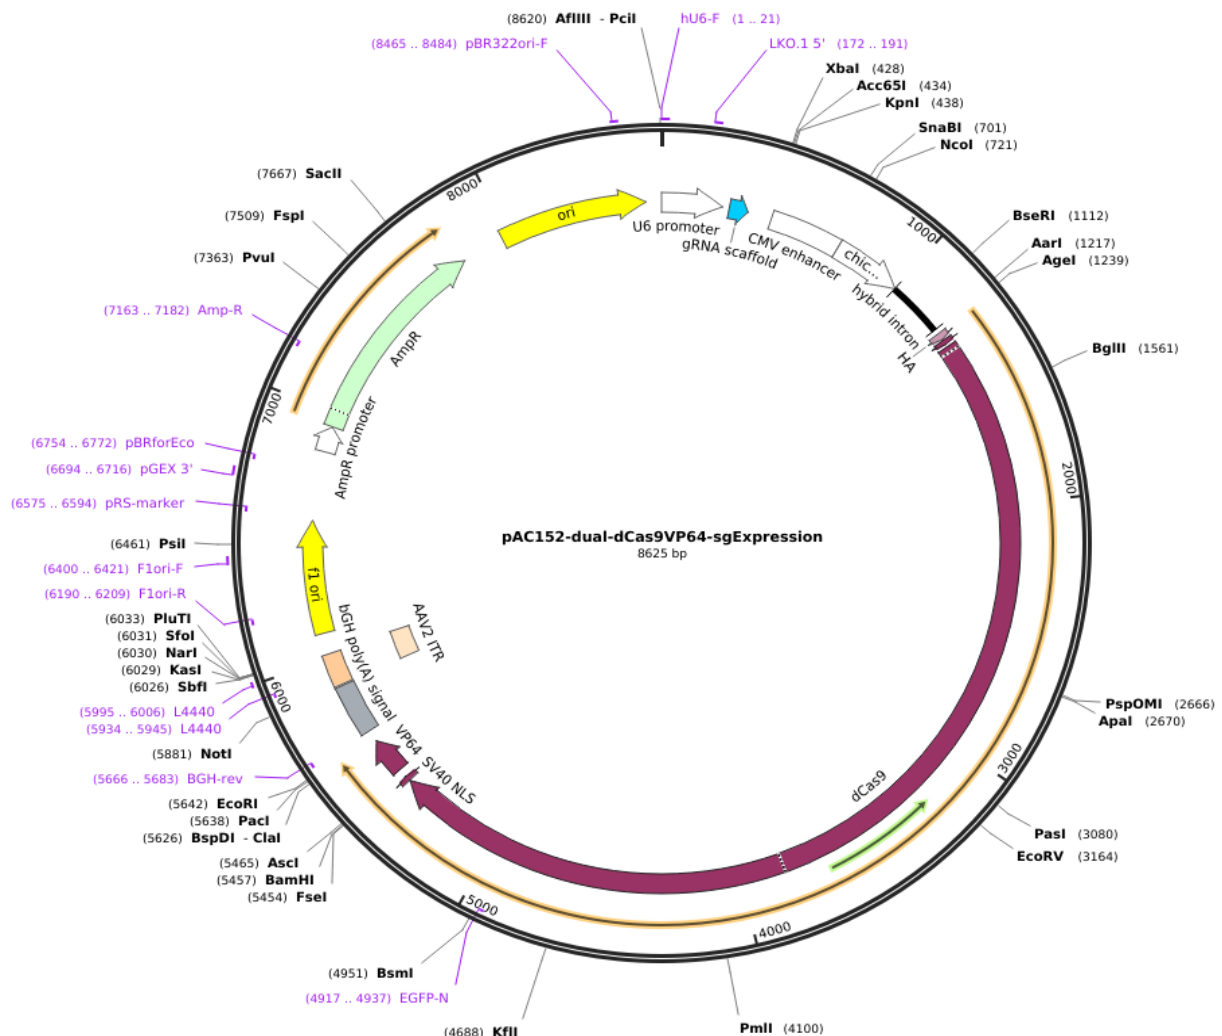 (8620) AflIII - PciI
hU6-F (1 .. 21)
(8465 .. 8484) pBR322ori-F
LKO.1 5' (172 .. 191)
XbaI (428)
Acc65I (434)
KpnI (438)
SnaBI (701)
NcoI (721)
(7667) SacII
8000
(7509) FspI
ori
U6 promoter
gRNA scaffold
CMV enhancer
chic...
1000
BseRI (1112)
AarI (1217)
AgeI (1239)
(7363) PvuI
hybrid intron
HA
(7163 .. 7182) Amp-R
AmpR
BglII (1561)
7000
AmpR promoter
(6754 .. 6772) pBRforEco
(6694 .. 6716) pGEX 3'
2000
(6575 .. 6594) pRS-marker
pAC152-dual-dCas9VP64-sgExpression
8625 bp
(6461) PsiI
(6400 .. 6421) F1ori-F
f1 ori
(6190 .. 6209) F1ori-R
(6033) PluTI
(6031) SfoI
(6030) NarI
(6029) KasI
(6026) SbfI
bGH poly(A) signal
AAV2 ITR
6000
(5995 .. 6006) L4440
(5934 .. 5945) L4440
PspOMI (2666)
ApaI (2670)
(5881) NotI
VP64
SV40 NLS
3000
(5666 .. 5683) BGH-rev
dCas9
(5642) EcoRI
(5638) PacI
(5626) BspDI - ClaI
PasI (3080)
EcoRV (3164)
(5465) AscI
(5457) BamHI
(5454) FseI
5000
4000
(4951) BsmI
(4917 .. 4937) EGFP-N
(4688) KflI
PmlI (4100)